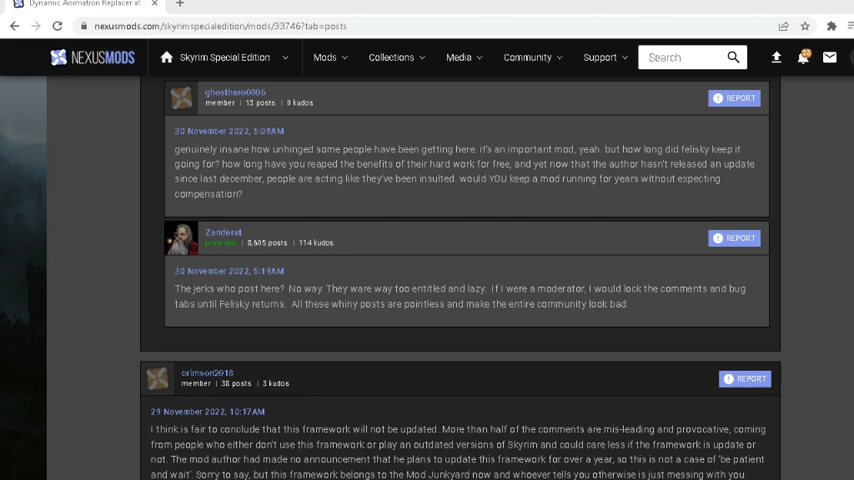 Dynamic Animation Replacer at
nexusmods.com/skyrimspecialedition/mods/33746?tab=posts
NEXUSMODS Skyrim Special Edition Mods Collections Media Community Support Search
ghosthero0806
member | 13 posts | 0 kudos
REPORT
30 November 2022, 5:08AM
genuinely insane how unhinged some people have been getting here. it's an important mod, yeah. but how long did felisky keep it
going for? how long have you reaped the benefits of their hard work for free, and yet now that the author hasn't released an update
since last december, people are acting like they've been insulted. would YOU keep a mod running for years without expecting
compensation?
Zanderat
premium | 8,605 posts | 114 kudos
REPORT
30 November 2022, 5:19AM
The jerks who post here? No way. They ware way too entitled and lazy. If I were a moderator, I would lock the comments and bug
tabs until Felisky returns. All these whiny posts are pointless and make the entire community look bad.
crimson2018
member | 38 posts | 3 kudos
REPORT
29 November 2022, 10:17AM
I think is fair to conclude that this framework will not be updated. More than half of the comments are mis-leading and provocative, coming
from people who either don't use this framework or play an outdated versions of Skyrim and could care less if the framework is update or
not. The mod author had made no announcement that he plans to update this framework for over a year, so this is not a case of 'be patient
and wait'. Sorry to say, but this framework belongs to the Mod Junkyard now and whoever tells you otherwise is just messing with you.